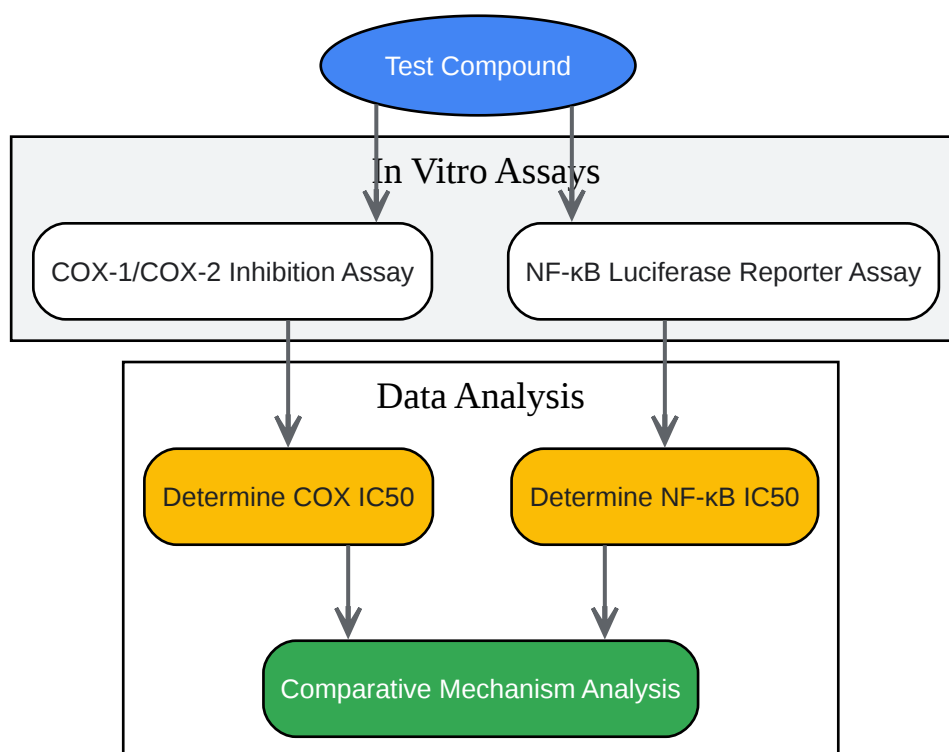 Test Compound
In Vitro Assays
COX-1/COX-2 Inhibition Assay
NF-κB Luciferase Reporter Assay
Data Analysis
Determine COX IC50
Determine NF-κB IC50
Comparative Mechanism Analysis